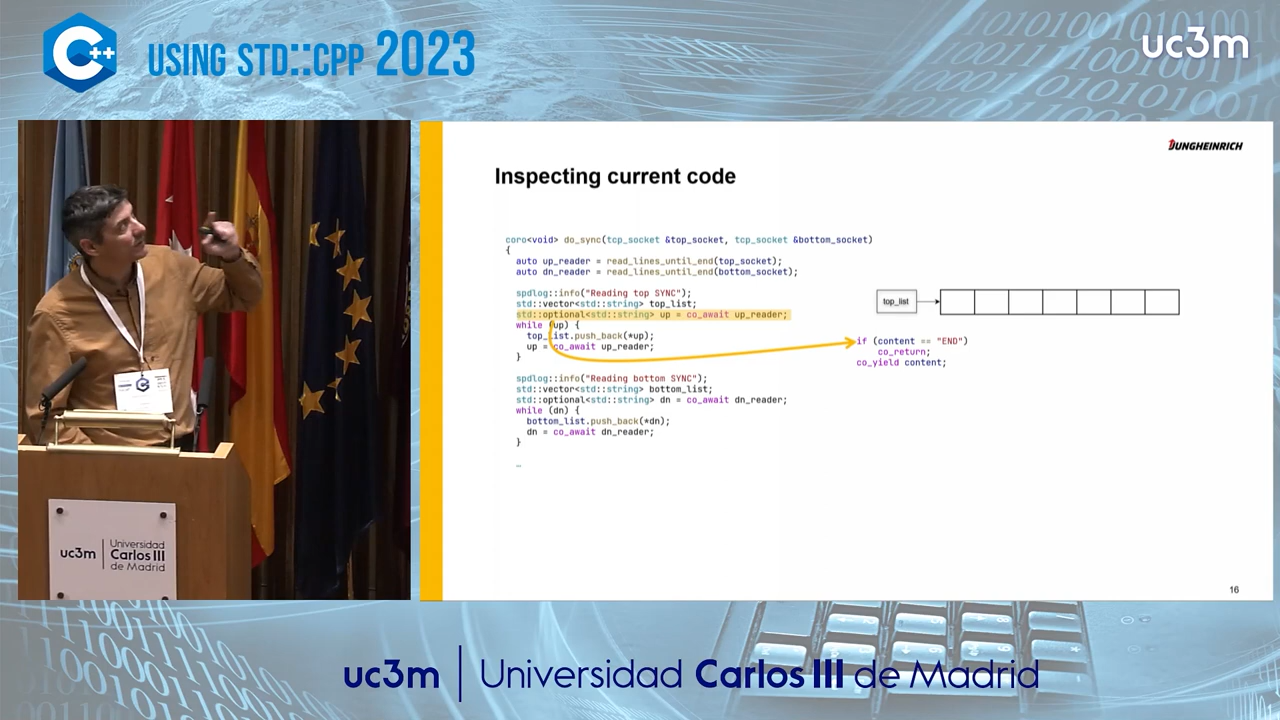 C++
USING STD::CPP 2023
uc3m
JUNGHEINRICH
Inspecting current code
coro<void> do_sync(tcp_socket &top_socket, tcp_socket &bottom_socket)
{
auto up_reader = read_lines_until_end(top_socket);
auto dn_reader = read_lines_until_end(bottom_socket);
spdlog::info("Reading top SYNC");
std::vector<std::string> top_list;
std::optional<std::string> up = co_await up_reader;
while (up) {
top_list.push_back(*up);
up = co_await up_reader;
}
spdlog::info("Reading bottom SYNC");
std::vector<std::string> bottom_list;
std::optional<std::string> dn = co_await dn_reader;
while (dn) {
bottom_list.push_back(*dn);
dn = co_await dn_reader;
}
…
top_list
if (content == "END")
co_return;
co_yield content;
16
uc3m | Universidad
Carlos III
de Madrid
uc3m | Universidad Carlos III de Madrid